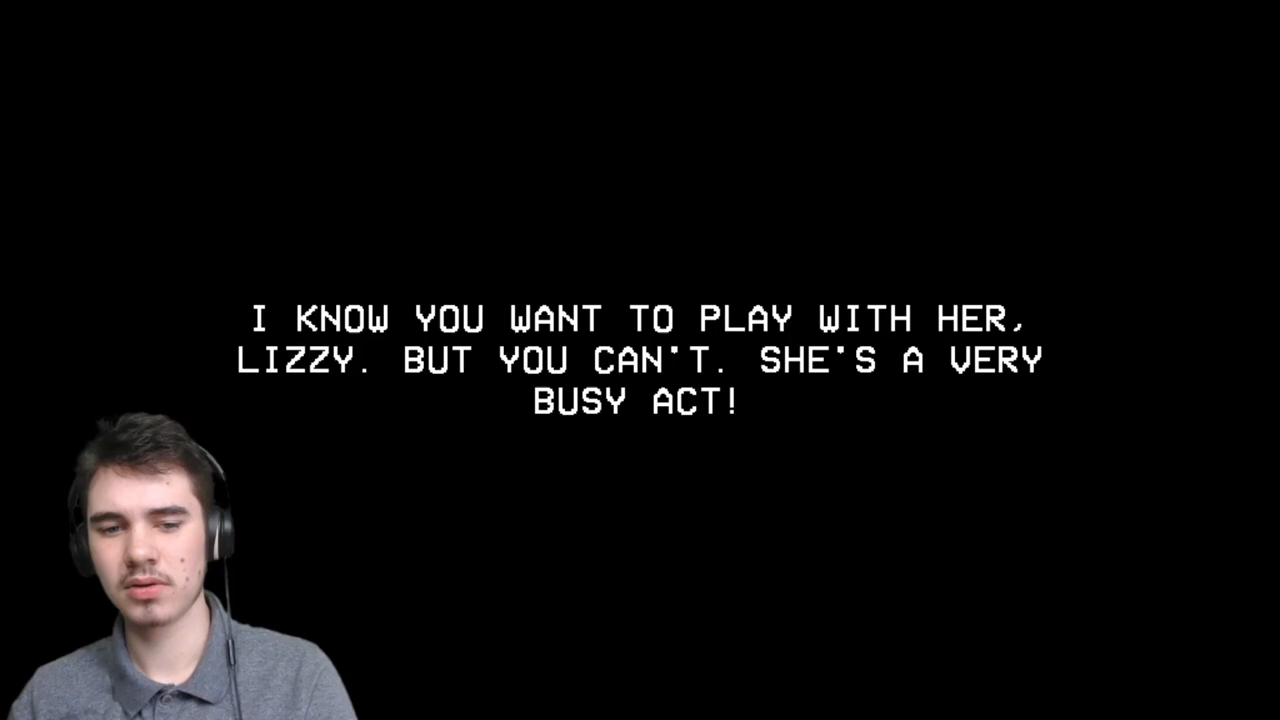 I KNOW YOU WANT TO PLAY WITH HER,
LIZZY. BUT YOU CAN'T. SHE'S A VERY
BUSY ACT!